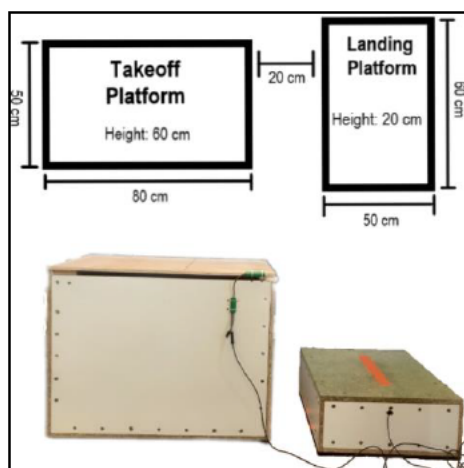 50 cm
Takeoff
Platform
Height: 60 cm
80 cm
20 cm
Landing
Platform
Height: 20 cm
60 cm
50 cm